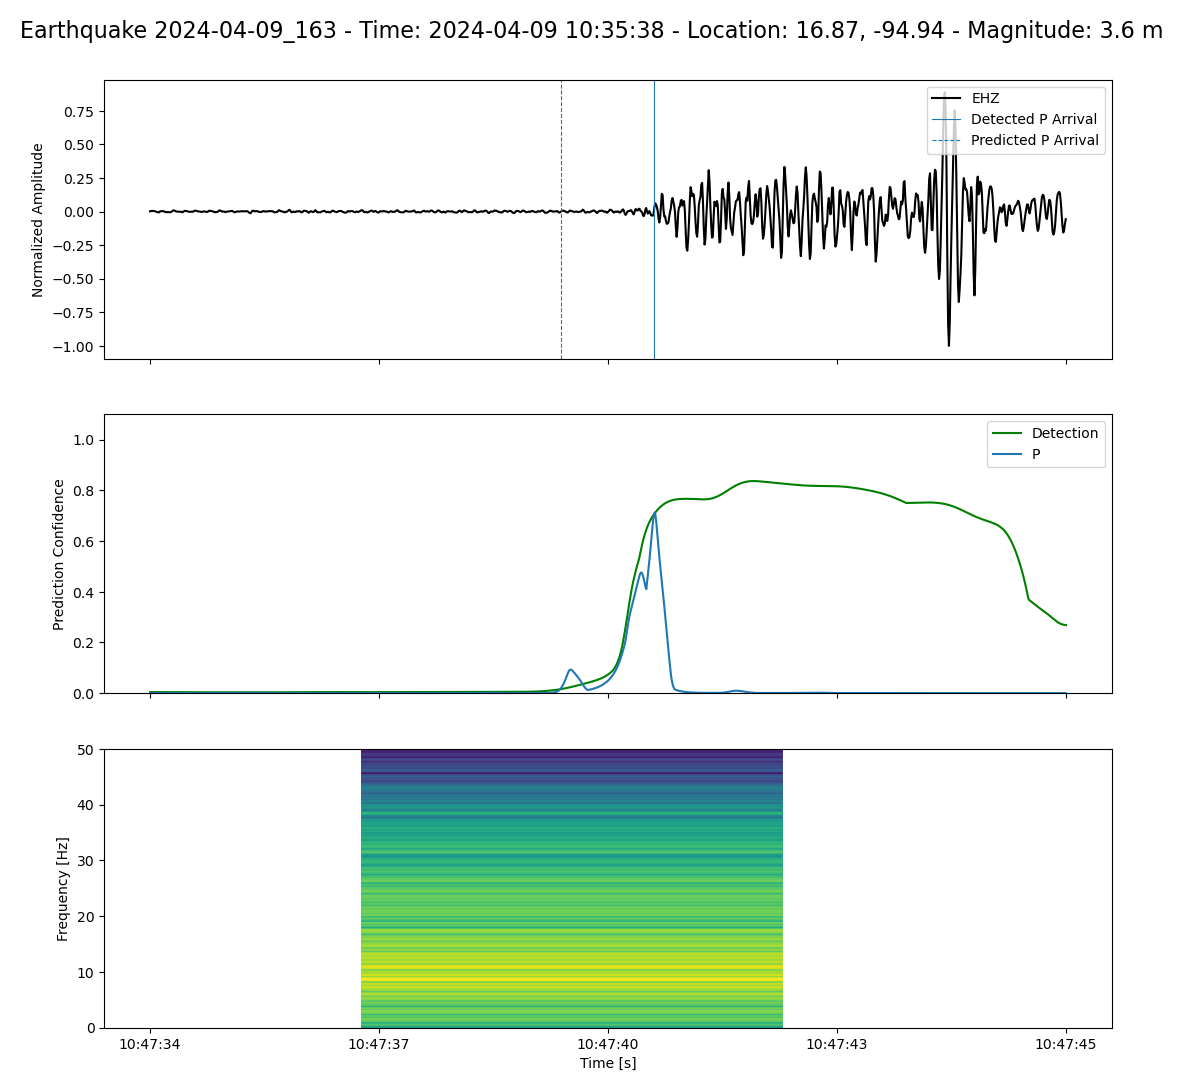 Earthquake 2024-04-09_163 - Time: 2024-04-09 10:35:38 - Location: 16.87, -94.94 - Magnitude: 3.6 m
Normalized Amplitude
0.75
0.50
0.25
0.00
−0.25
−0.50
−0.75
−1.00
EHZ
Detected P Arrival
Predicted P Arrival
Prediction Confidence
1.0
0.8
0.6
0.4
0.2
0.0
Detection
P
Frequency [Hz]
50
40
30
20
10
0
10:47:34 10:47:37 10:47:40 10:47:43 10:47:45
Time [s]